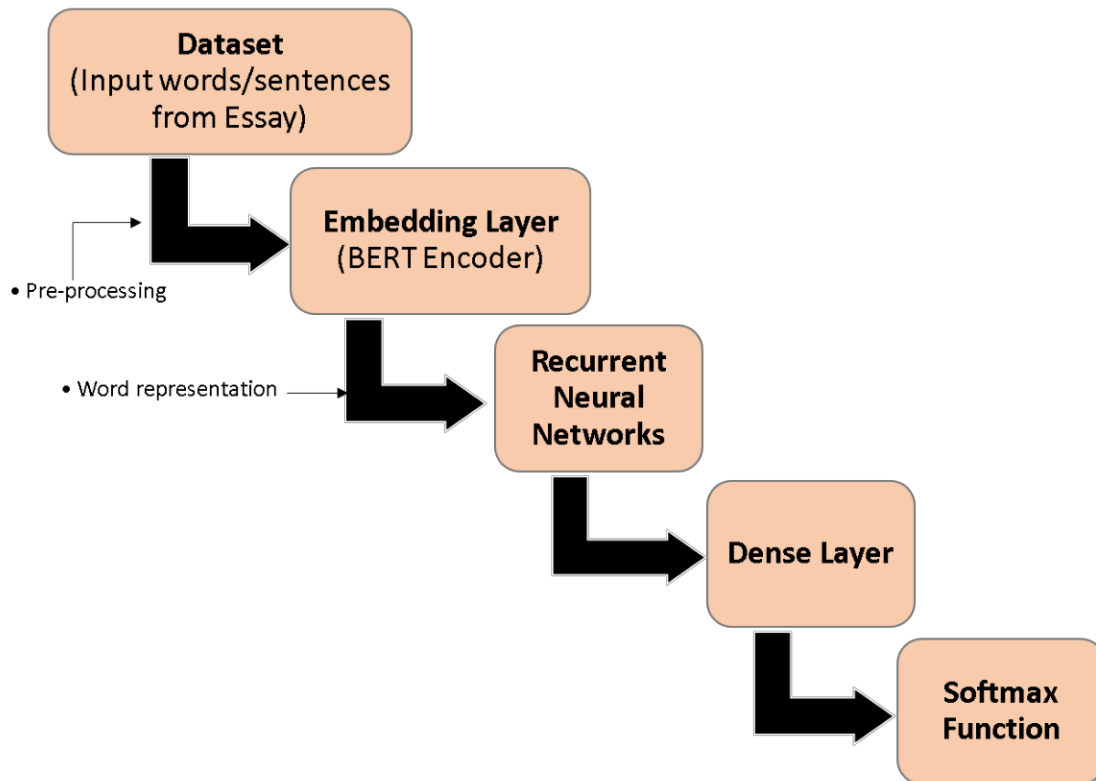 Dataset
(Input words/sentences
from Essay)
Embedding Layer
(BERT Encoder)
• Pre-processing
Recurrent
Neural
Networks
• Word representation
Dense Layer
Softmax
Function